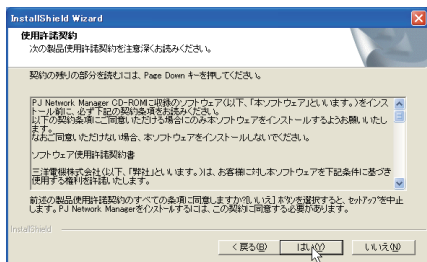 InstallShield Wizard
使用許諾契約
次の製品使用許諾契約を注意深くお読みください。
契約の残りの部分を読むには、Page Down キーを押してください。
PJ Network Manager CD-ROMに収録のソフトウェア(以下、「本ソフトウェア」といいます。)をインス
トール前に、必ず下記の契約条項をお読みください。
以下の契約条項にご同意いただける場合にのみ本ソフトウェアをインストールするようお願いいたし
ます。
なおご同意いただけない場合、本ソフトウェアをインストールしないでください。
ソフトウェア使用許諾契約書
三洋電機株式会社(以下、「弊社」といいます。)は、お客様に対し本ソフトウェアを下記条件に基づき
使用する権利を許諾いたします。
前述の製品使用許諾契約のすべての条項に同意しますか?[いいえ] ボタンを選択すると、セットアップを中止
します。PJ Network Managerをインストールするには、この契約に同意する必要があります。
InstallShield
< 戻る(B)
はい(Y)
いいえ(N)